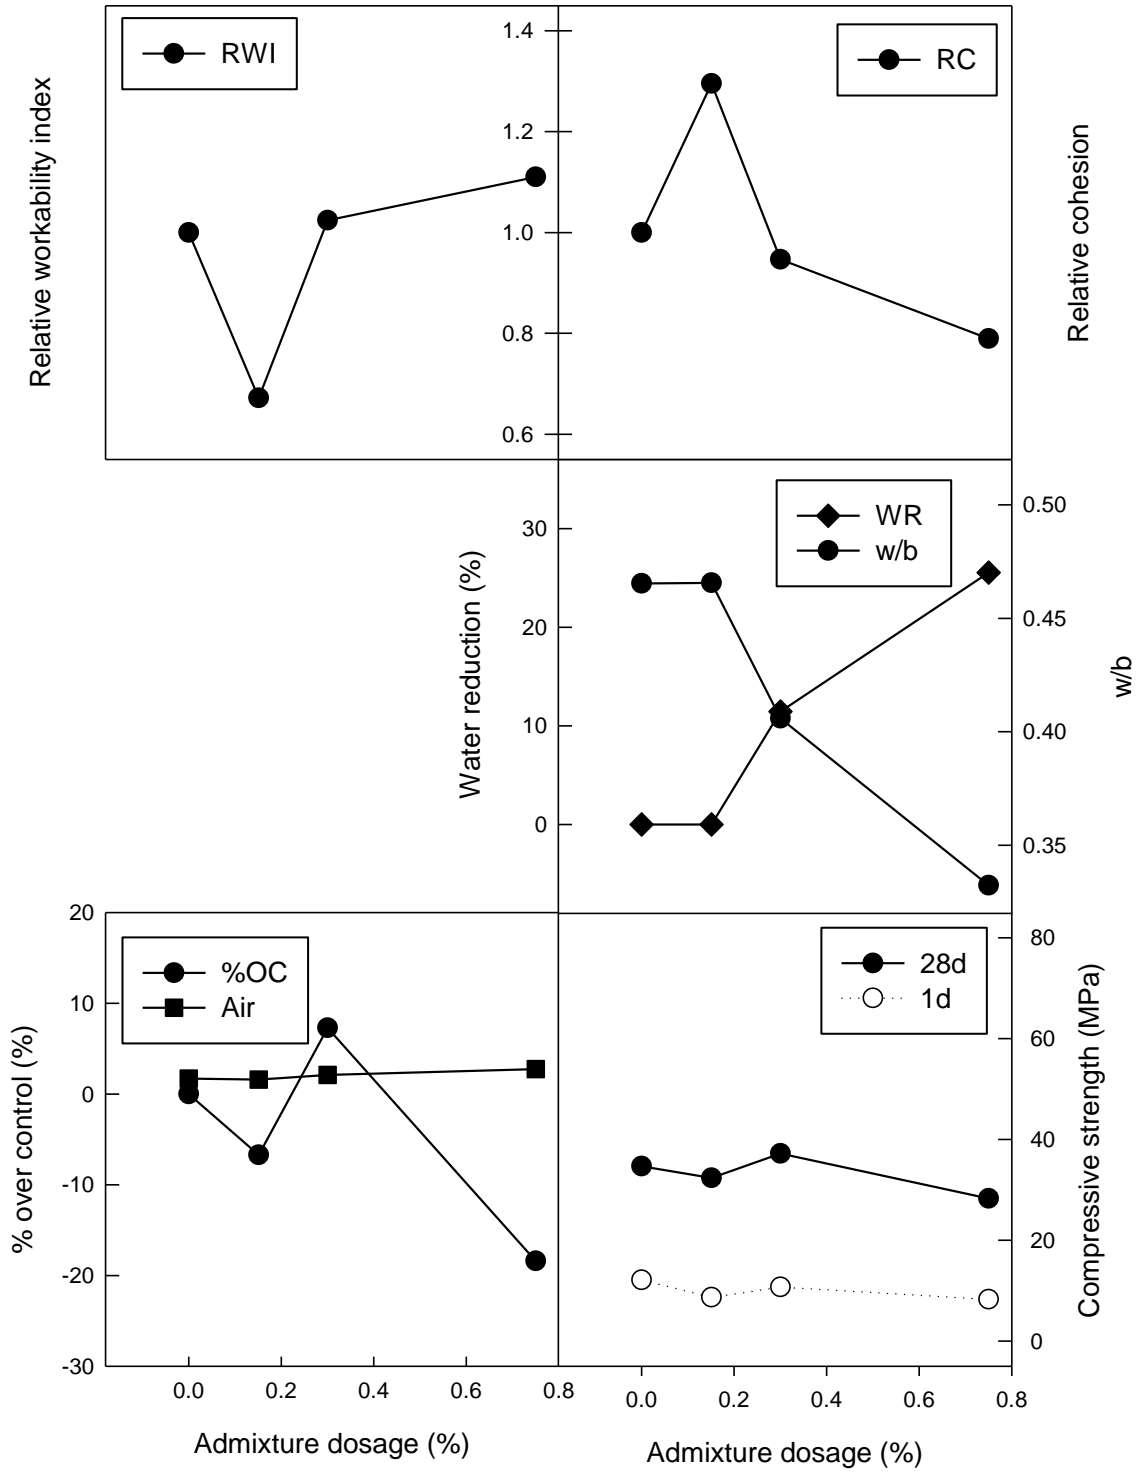 RWI
RC
Relative workability index
1.4
1.2
1.0
0.8
0.6
Relative cohesion
WR
w/b
Water reduction (%)
30
20
10
0
0.50
0.45
0.40
0.35
w/b
%OC
Air
% over control (%)
20
10
0
-10
-20
-30
28d
1d
80
60
40
20
0
Compressive strength (MPa)
0.0 0.2 0.4 0.6 0.8
0.0 0.2 0.4 0.6 0.8
Admixture dosage (%)
Admixture dosage (%)